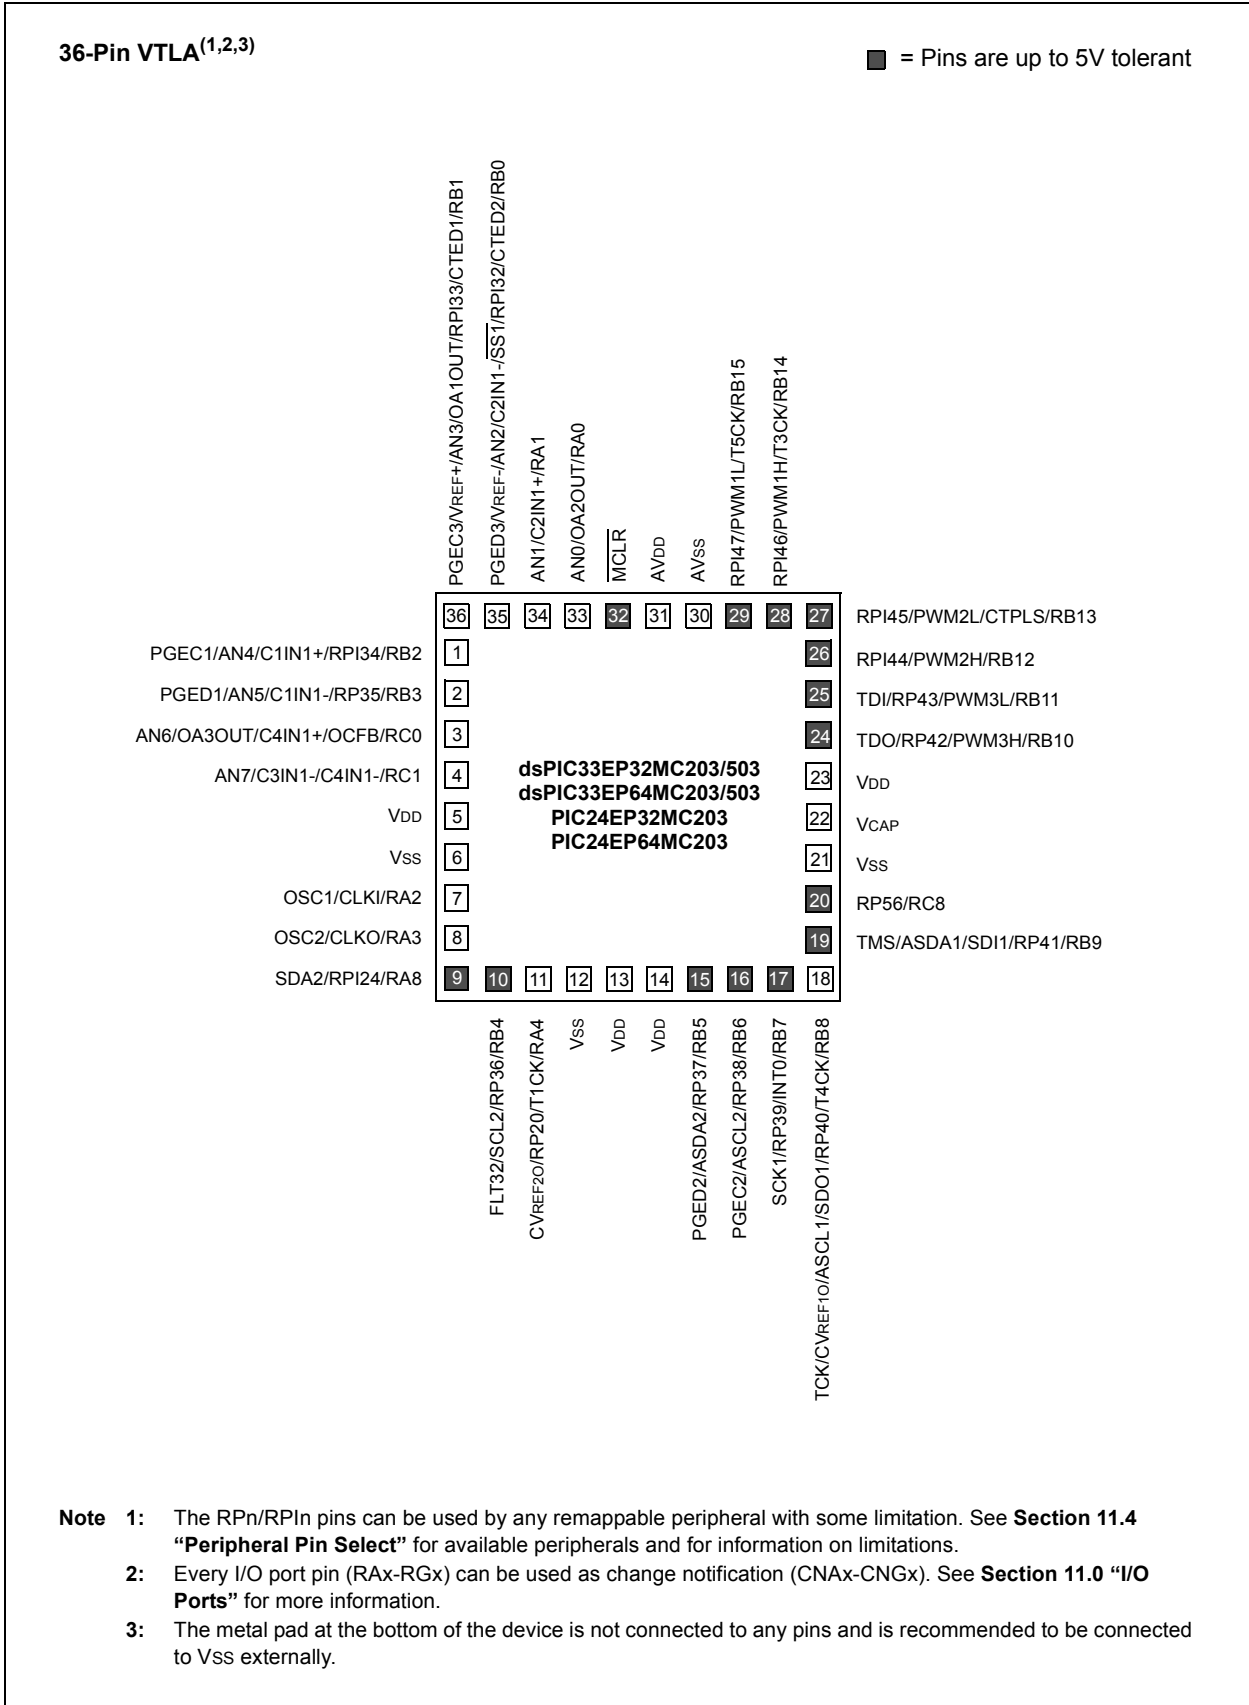 36-Pin VTLA(1,2,3)
= Pins are up to 5V tolerant
PGEC3/VREF+/AN3/OA1OUT/RPI33/CTED1/RB1
PGED3/VREF-/AN2/C2IN1-/SS1/RPI32/CTED2/RB0
AN1/C2IN1+/RA1
AN0/OA2OUT/RA0
MCLR
AVDD
AVSS
RPI47/PWM1L/T5CK/RB15
RPI46/PWM1H/T3CK/RB14
36 35 34 33 32 31 30 29 28 27 RPI45/PWM2L/CTPLS/RB13
PGEC1/AN4/C1IN1+/RPI34/RB2 1 26 RPI44/PWM2H/RB12
PGED1/AN5/C1IN1-/RP35/RB3 2 25 TDI/RP43/PWM3L/RB11
AN6/OA3OUT/C4IN1+/OCFB/RC0 3 24 TDO/RP42/PWM3H/RB10
AN7/C3IN1-/C4IN1-/RC1 4 23 VDD
dsPIC33EP32MC203/503
dsPIC33EP64MC203/503
PIC24EP32MC203
PIC24EP64MC203
VDD 5 22 VCAP
VSS 6 21 VSS
OSC1/CLKI/RA2 7 20 RP56/RC8
OSC2/CLKO/RA3 8 19 TMS/ASDA1/SDI1/RP41/RB9
SDA2/RPI24/RA8 9 10 11 12 13 14 15 16 17 18
FLT32/SCL2/RP36/RB4
CVREF2O/RP20/T1CK/RA4
VSS
VDD
VDD
PGED2/ASDA2/RP37/RB5
PGEC2/ASCL2/RP38/RB6
SCK1/RP39/INT0/RB7
TCK/CVREF1O/ASCL1/SDO1/RP40/T4CK/RB8
Note 1: The RPn/RPIn pins can be used by any remappable peripheral with some limitation. See Section 11.4
“Peripheral Pin Select” for available peripherals and for information on limitations.
2: Every I/O port pin (RAx-RGx) can be used as change notification (CNAx-CNGx). See Section 11.0 “I/O
Ports” for more information.
3: The metal pad at the bottom of the device is not connected to any pins and is recommended to be connected
to VSS externally.